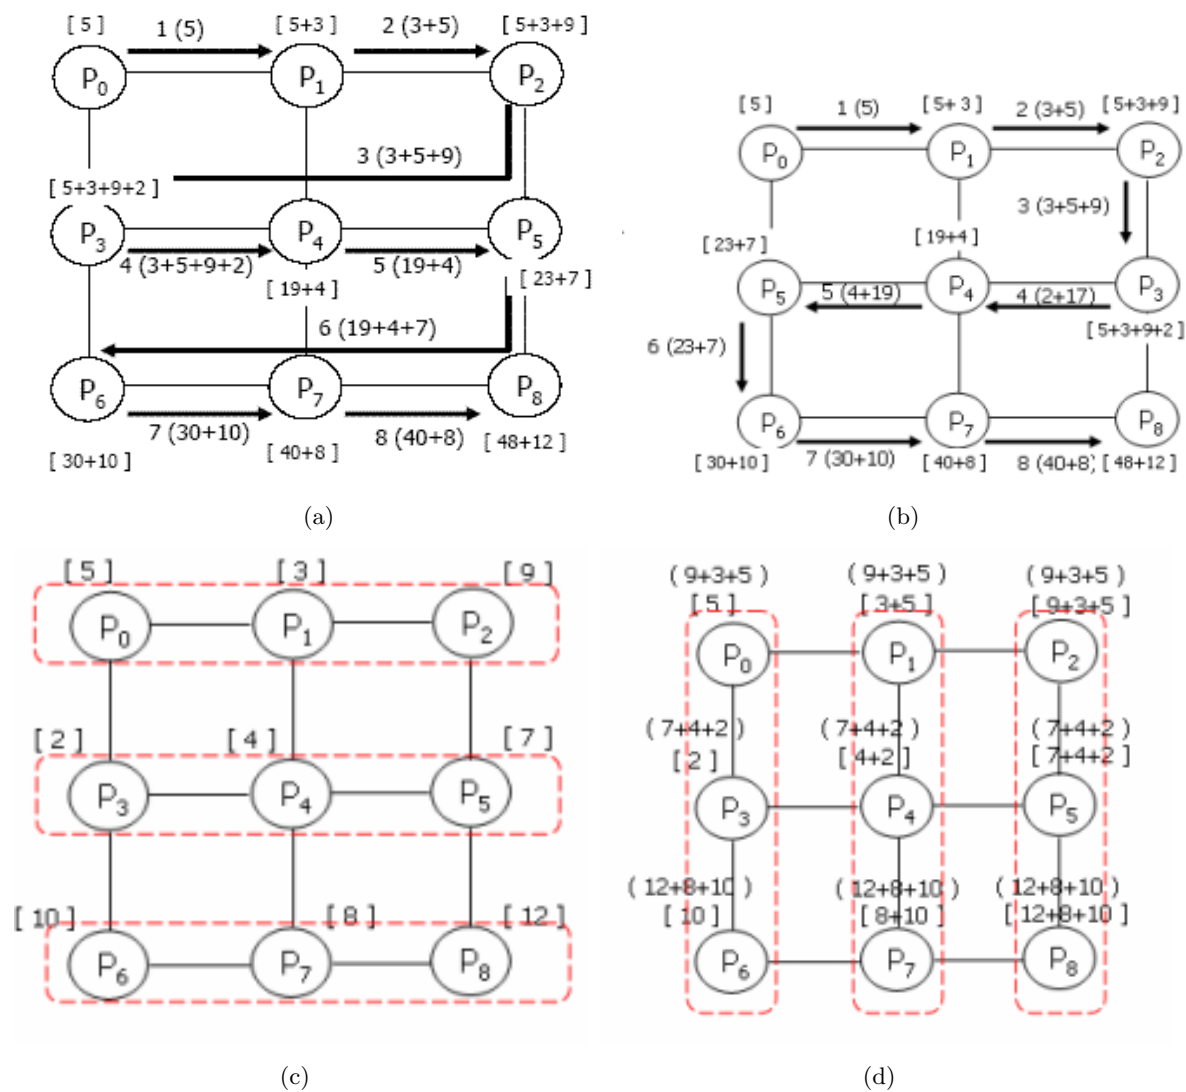 [ 5 ] 1 (5) [ 5+3 ] 2 (3+5) [ 5+3+9 ]
P0 P1 P2
3 (3+5+9)
[ 5+3+9+2 ]
P3 P4 P5
4 (3+5+9+2) 5 (19+4)
[ 19+4 ] [ 23+7 ]
6 (19+4+7)
P6 P7 P8
7 (30+10) 8 (40+8)
[ 30+10 ] [ 40+8 ] [ 48+12 ]
(a)
[ 5 ] 1 (5) [ 5+ 3 ] 2 (3+5) [ 5+3+9 ]
P0 P1 P2
3 (3+5+9)
[ 23+7 ] [ 19+4 ]
P5 P4 P3
5 (4+19) 4 (2+17)
[ 5+3+9+2 ]
6 (23+7)
P6 P7 P8
[ 30+10 ] 7 (30+10) [ 40+8 ] 8 (40+8) [ 48+12 ]
(b)
[ 5 ] [ 3 ] [ 9 ]
P0 P1 P2
[ 2 ] [ 4 ] [ 7 ]
P3 P4 P5
[ 10 ] [ 8 ] [ 12 ]
P6 P7 P8
(c)
( 9+3+5 ) ( 9+3+5 ) ( 9+3+5 )
[ 5 ] [ 3+5 ] [ 9+3+5 ]
P0 P1 P2
( 7+4+2 ) ( 7+4+2 ) ( 7+4+2 )
[ 2 ] [ 4+2 ] [ 7+4+2 ]
P3 P4 P5
( 12+8+10 ) ( 12+8+10 ) ( 12+8+10 )
[ 10 ] [ 8+10 ] [ 12+8+10 ]
P6 P7 P8
(d)